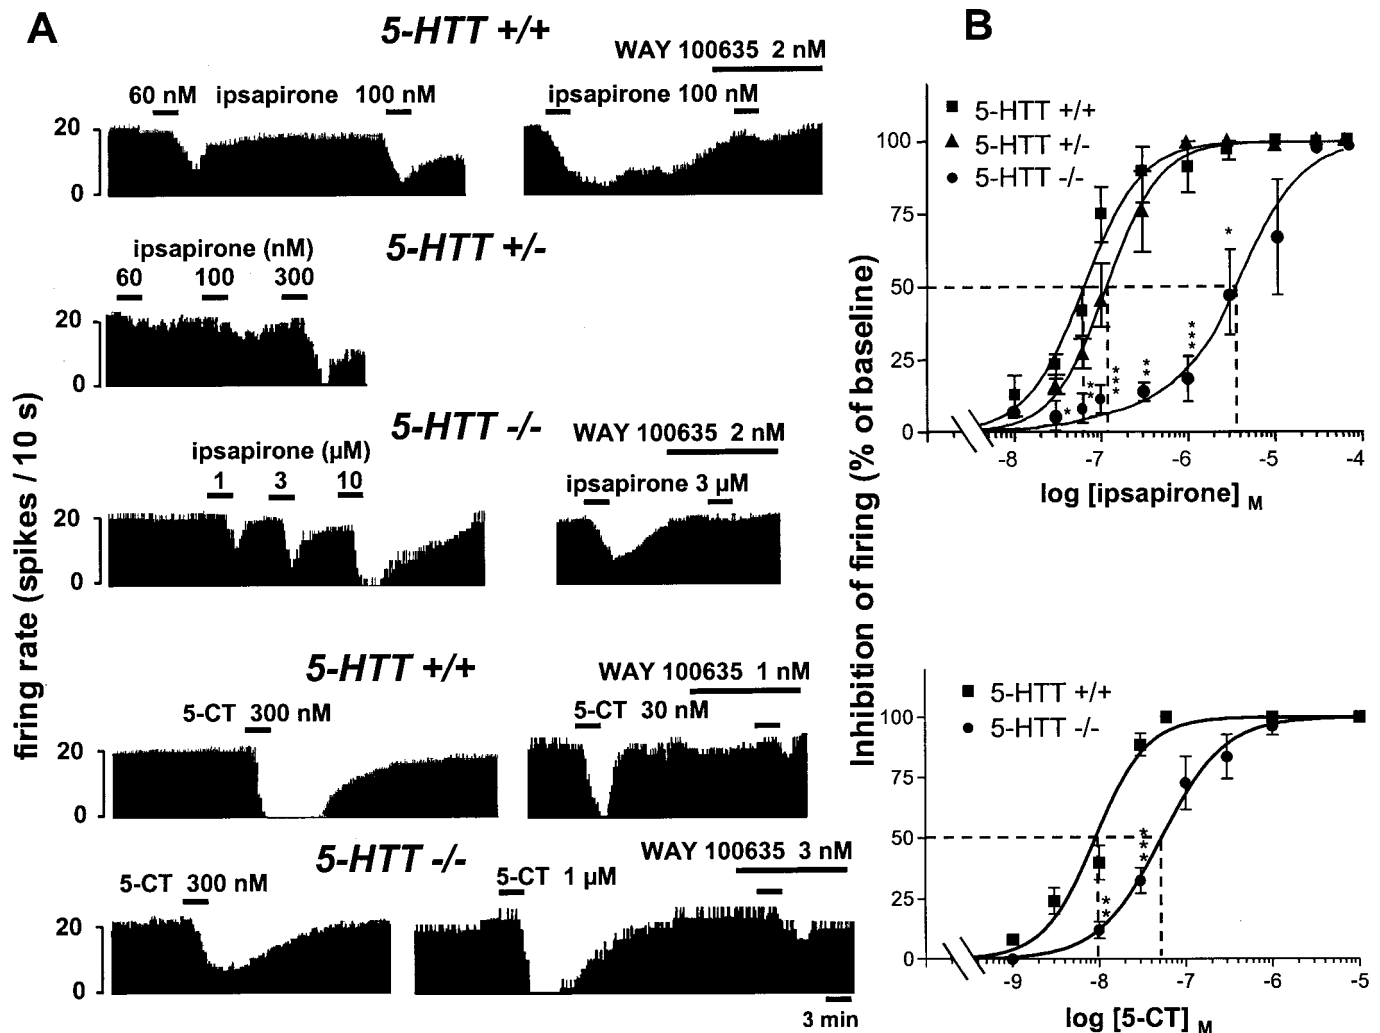 A
5-HTT +/+
WAY 100635 2 nM
60 nM ipsapirone 100 nM
ipsapirone 100 nM
20
0
5-HTT +/-
ipsapirone (nM)
60 100 300
20
0
5-HTT -/-
WAY 100635 2 nM
ipsapirone (µM)
1 3 10
ipsapirone 3 µM
20
0
5-HTT +/+
WAY 100635 1 nM
5-CT 300 nM
5-CT 30 nM
20
0
5-HTT -/-
WAY 100635 3 nM
5-CT 300 nM
5-CT 1 µM
20
0
3 min
firing rate (spikes / 10 s)
B
5-HTT +/+
5-HTT +/-
5-HTT -/-
100
75
50
25
0
*
***
**
***
**
*
-8 -7 -6 -5 -4
log [ipsapirone] M
Inhibition of firing (% of baseline)
5-HTT +/+
5-HTT -/-
100
75
50
25
0
***
**
-9 -8 -7 -6 -5
log [5-CT] M